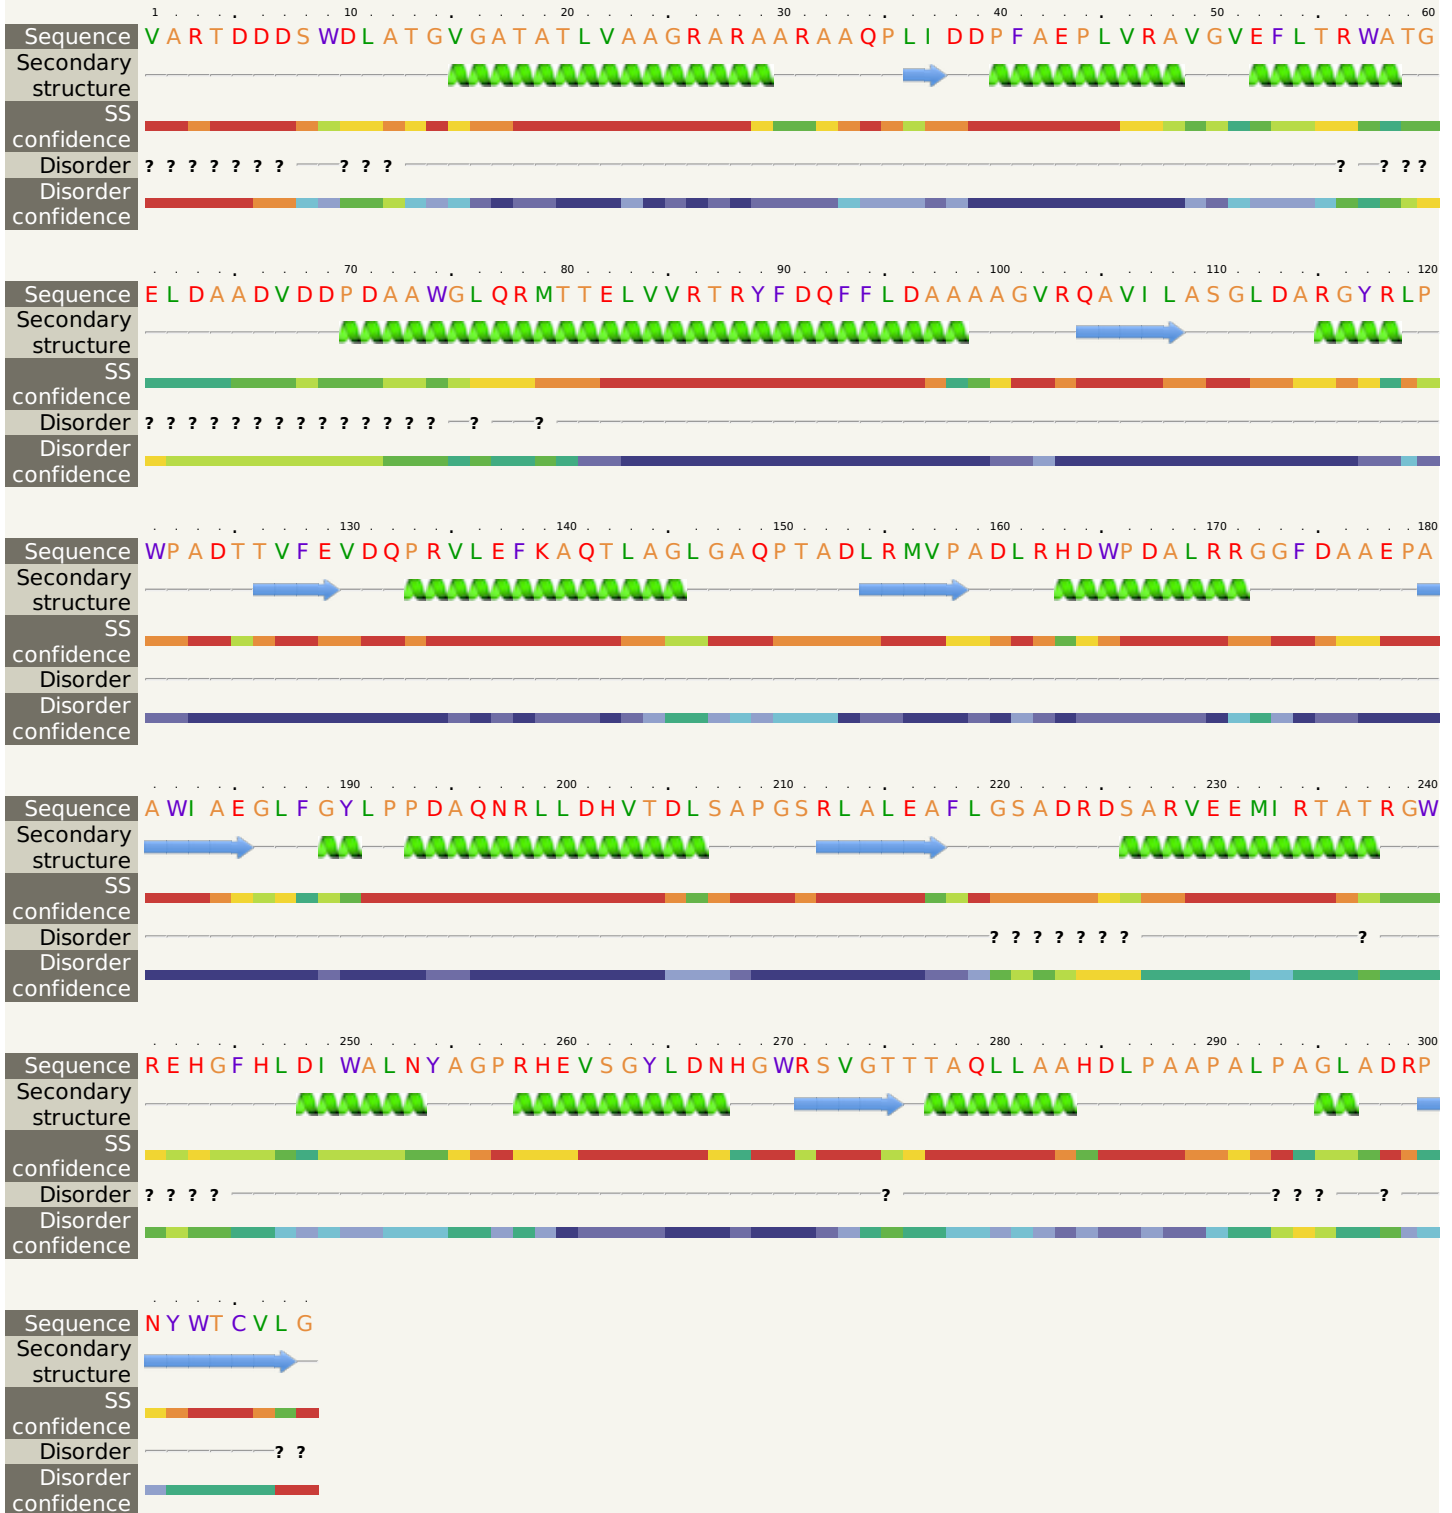 1 10 20 30 40 50 60
Sequence V A R T D D D S W D L A T G V G A T A T L V A A G R A R A A R A A Q P L I D D P F A E P L V R A V G V E F L T R W A T G
Secondary
structure
SS
confidence
Disorder ? ? ? ? ? ? ? ? ? ? ? ? ? ?
Disorder
confidence
70 80 90 100 110 120
Sequence E L D A A D V D D P D A A W G L Q R M T T E L V V R T R Y F D Q F F L D A A A A G V R Q A V I L A S G L D A R G Y R L P
Secondary
structure
SS
confidence
Disorder ? ? ? ? ? ? ? ? ? ? ? ? ? ? ? ?
Disorder
confidence
130 140 150 160 170 180
Sequence W P A D T T V F E V D Q P R V L E F K A Q T L A G L G A Q P T A D L R M V P A D L R H D W P D A L R R G G F D A A E P A
Secondary
structure
SS
confidence
Disorder
Disorder
confidence
190 200 210 220 230 240
Sequence A W I A E G L F G Y L P P D A Q N R L L D H V T D L S A P G S R L A L E A F L G S A D R D S A R V E E M I R T A T R G W
Secondary
structure
SS
confidence
Disorder ? ? ? ? ? ? ? ?
Disorder
confidence
250 260 270 280 290 300
Sequence R E H G F H L D I W A L N Y A G P R H E V S G Y L D N H G W R S V G T T T A Q L L A A H D L P A A P A L P A G L A D R P
Secondary
structure
SS
confidence
Disorder ? ? ? ? ? ? ? ? ?
Disorder
confidence
Sequence N Y W T C V L G
Secondary
structure
SS
confidence
Disorder ? ?
Disorder
confidence